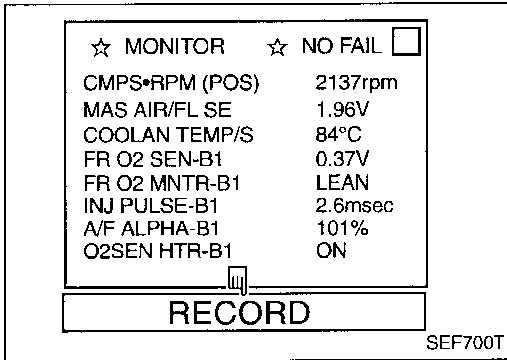 ☆ MONITOR ☆ NO FAIL
CMPS•RPM (POS) 2137rpm
MAS AIR/FL SE 1.96V
COOLAN TEMP/S 84°C
FR O2 SEN-B1 0.37V
FR O2 MNTR-B1 LEAN
INJ PULSE-B1 2.6msec
A/F ALPHA-B1 101%
O2SEN HTR-B1 ON
RECORD
SEF700T